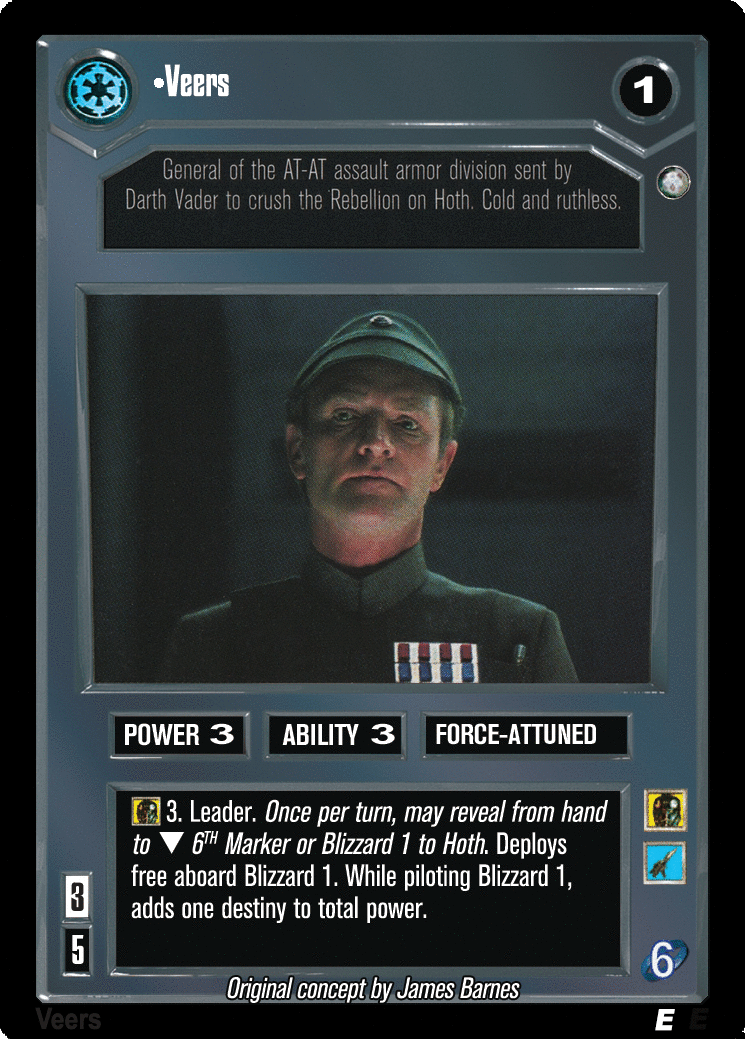 •Veers
1
General of the AT-AT assault armor division sent by
Darth Vader to crush the Rebellion on Hoth. Cold and ruthless.
POWER 3
ABILITY 3
FORCE-ATTUNED
3. Leader. Once per turn, may reveal from hand
to ▼ 6TH Marker or Blizzard 1 to Hoth. Deploys
free aboard Blizzard 1. While piloting Blizzard 1,
adds one destiny to total power.
3
5
6
Original concept by James Barnes
Veers
E E